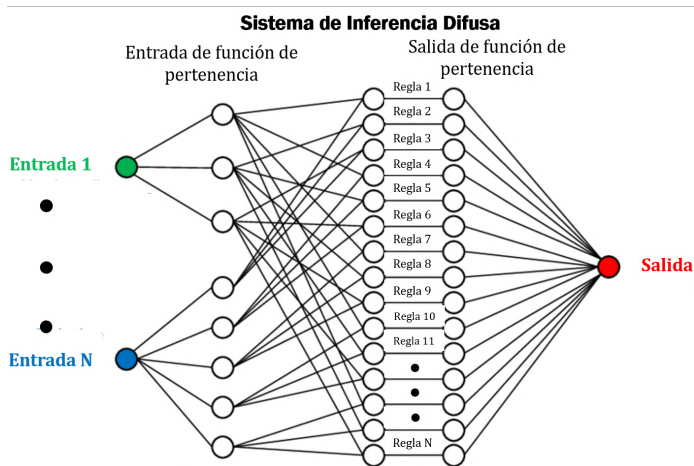 Sistema de Inferencia Difusa
Entrada de función de
pertenencia
Salida de función de
pertenencia
Entrada 1
Entrada N
Regla 1
Regla 2
Regla 3
Regla 4
Regla 5
Regla 6
Regla 7
Regla 8
Regla 9
Regla 10
Regla 11
Regla N
Salida